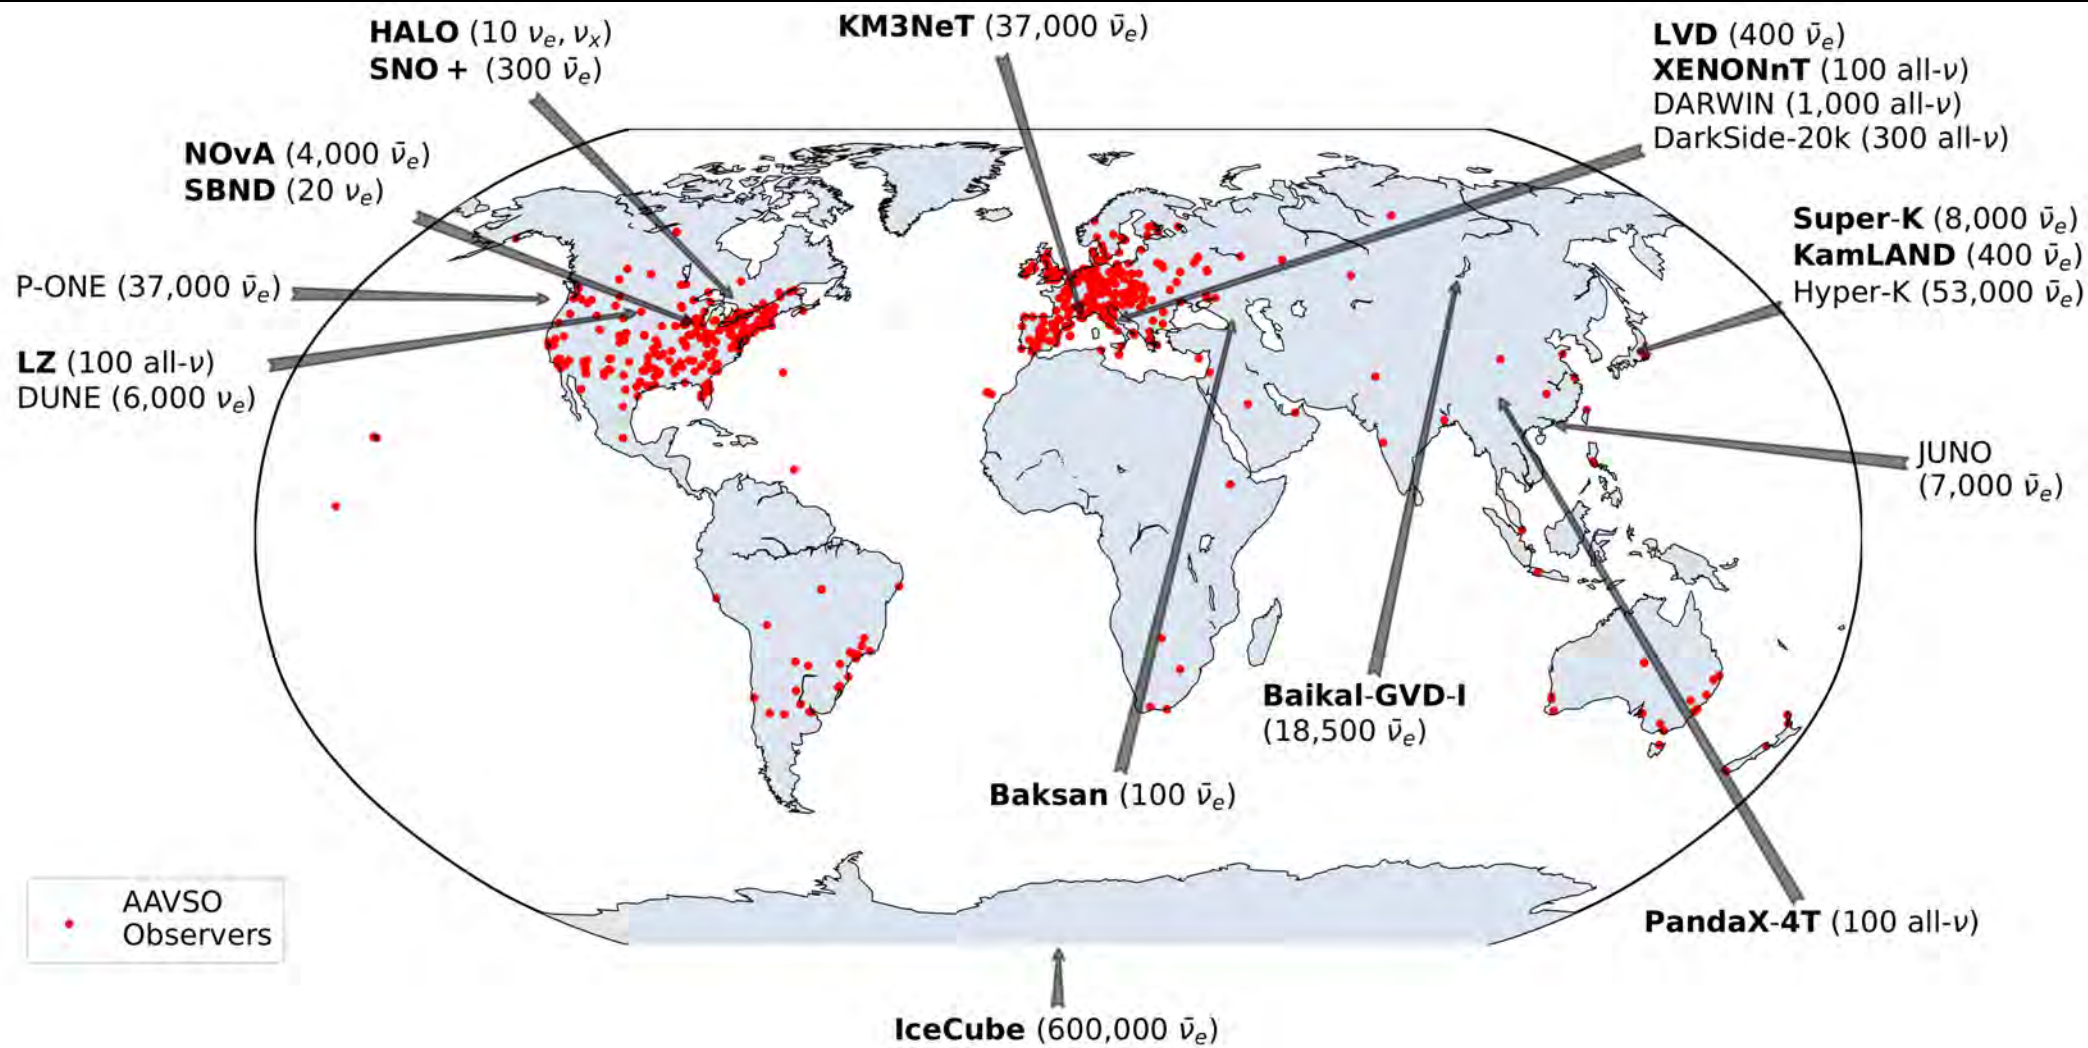 HALO (10 νₑ, νₓ)
SNO + (300 ν̄ₑ)
KM3NeT (37,000 ν̄ₑ)
LVD (400 ν̄ₑ)
XENONnT (100 all-ν)
DARWIN (1,000 all-ν)
DarkSide-20k (300 all-ν)
NOvA (4,000 ν̄ₑ)
SBND (20 νₑ)
Super-K (8,000 ν̄ₑ)
KamLAND (400 ν̄ₑ)
Hyper-K (53,000 ν̄ₑ)
P-ONE (37,000 ν̄ₑ)
LZ (100 all-ν)
DUNE (6,000 νₑ)
JUNO
(7,000 ν̄ₑ)
Baikal-GVD-I
(18,500 ν̄ₑ)
Baksan (100 ν̄ₑ)
PandaX-4T (100 all-ν)
AAVSO
Observers
IceCube (600,000 ν̄ₑ)